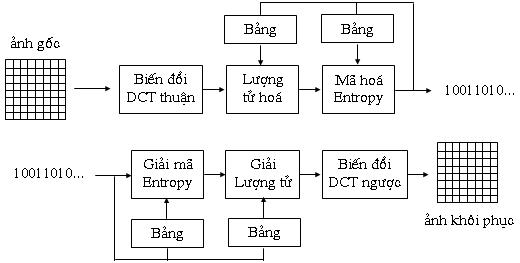 Bảng
Bảng
ảnh gốc
Biến đổi
DCT thuận
Lượng
tử hoá
Mã hoá
Entropy
10011010...
10011010...
Giải mã
Entropy
Giải
Lượng tử
Biến đổi
DCT ngược
Bảng
Bảng
ảnh khôi phục